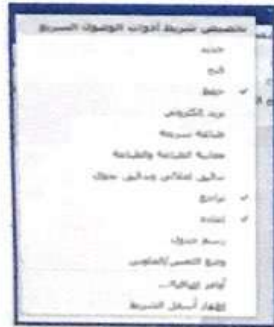 تخصيص شريط أدوات الوصول السريع
جديد
فتح
حفظ
بريد إلكتروني
طباعة سريعة
معاينة الطباعة والطباعة
تدقيق إملائي وتدقيق نحوي
تراجع
إعادة
رسم جدول
وضع اللمس/الماوس
أوامر إضافية...
إظهار أسفل الشريط